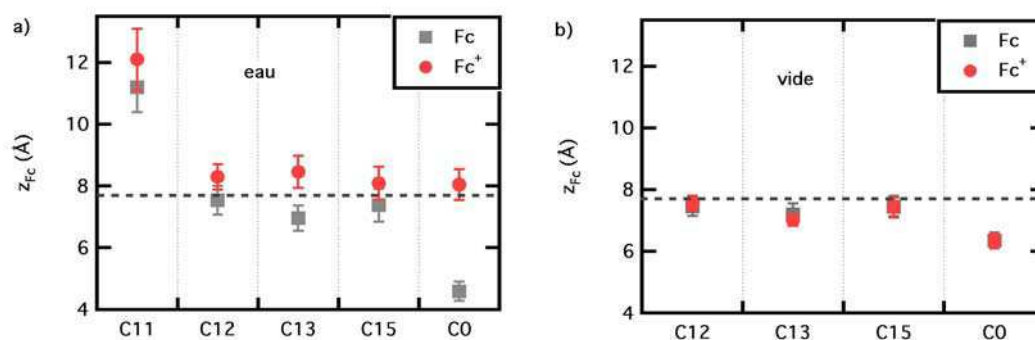 a)
Fc
Fc+
eau
12
10
8
6
4
zFc (Å)
C11 C12 C13 C15 C0
b)
Fc
Fc+
vide
12
10
8
6
4
zFc (Å)
C12 C13 C15 C0